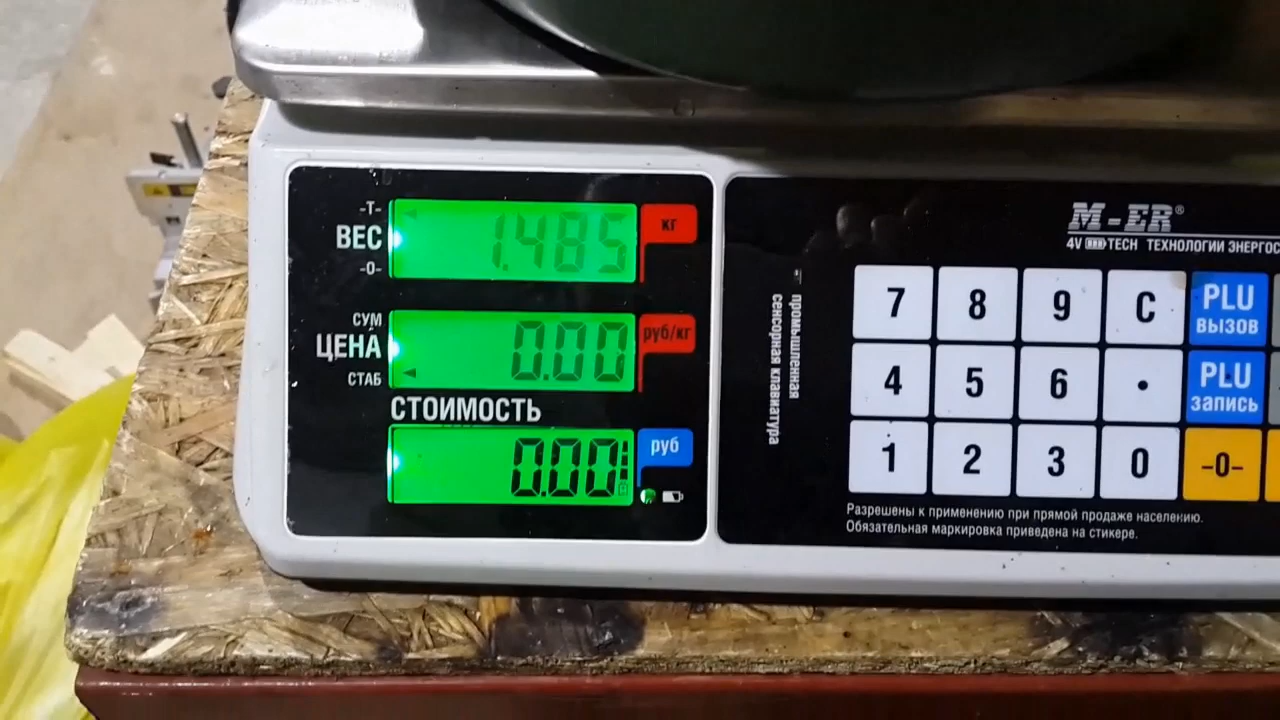 -T-
ВЕС
-0-
1.485
кг
СУМ
ЦЕНА
СТАБ
0.00
руб/кг
СТОИМОСТЬ
0.00
руб
M-ER®
4V TECH ТЕХНОЛОГИИ ЭНЕРГОС
промышленная
сенсорная клавиатура
7 8 9 C PLU ВЫЗОВ
4 5 6 . PLU ЗАПИСЬ
1 2 3 0 -0-
Разрешены к применению при прямой продаже населению.
Обязательная маркировка приведена на стикере.